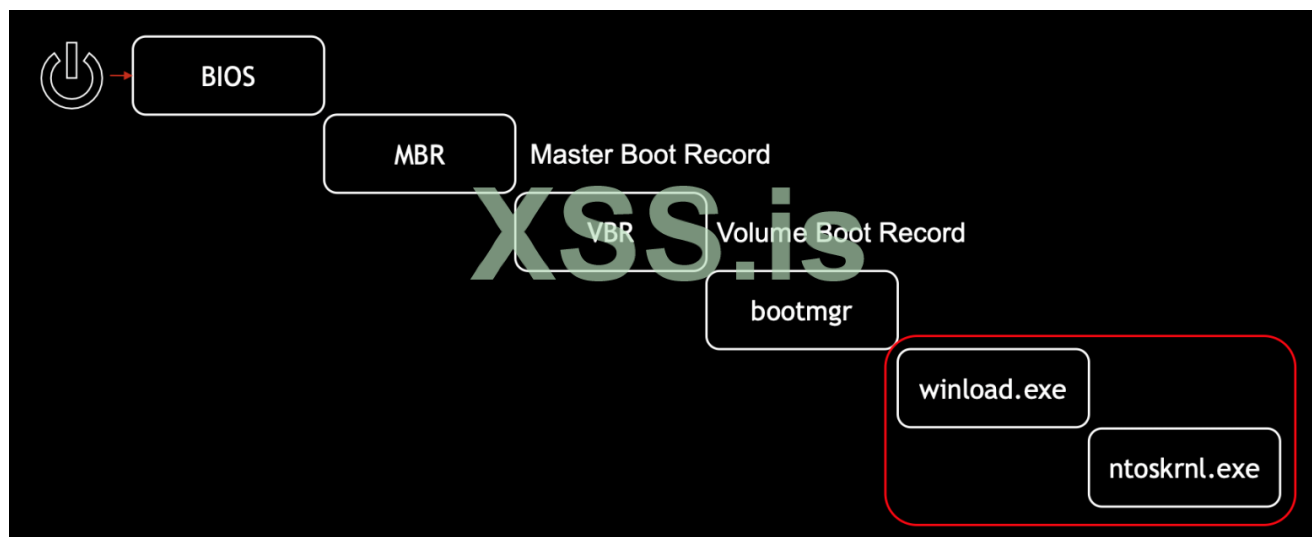 BIOS
MBR Master Boot Record
XSS.is
VBR Volume Boot Record
bootmgr
winload.exe
ntoskrnl.exe